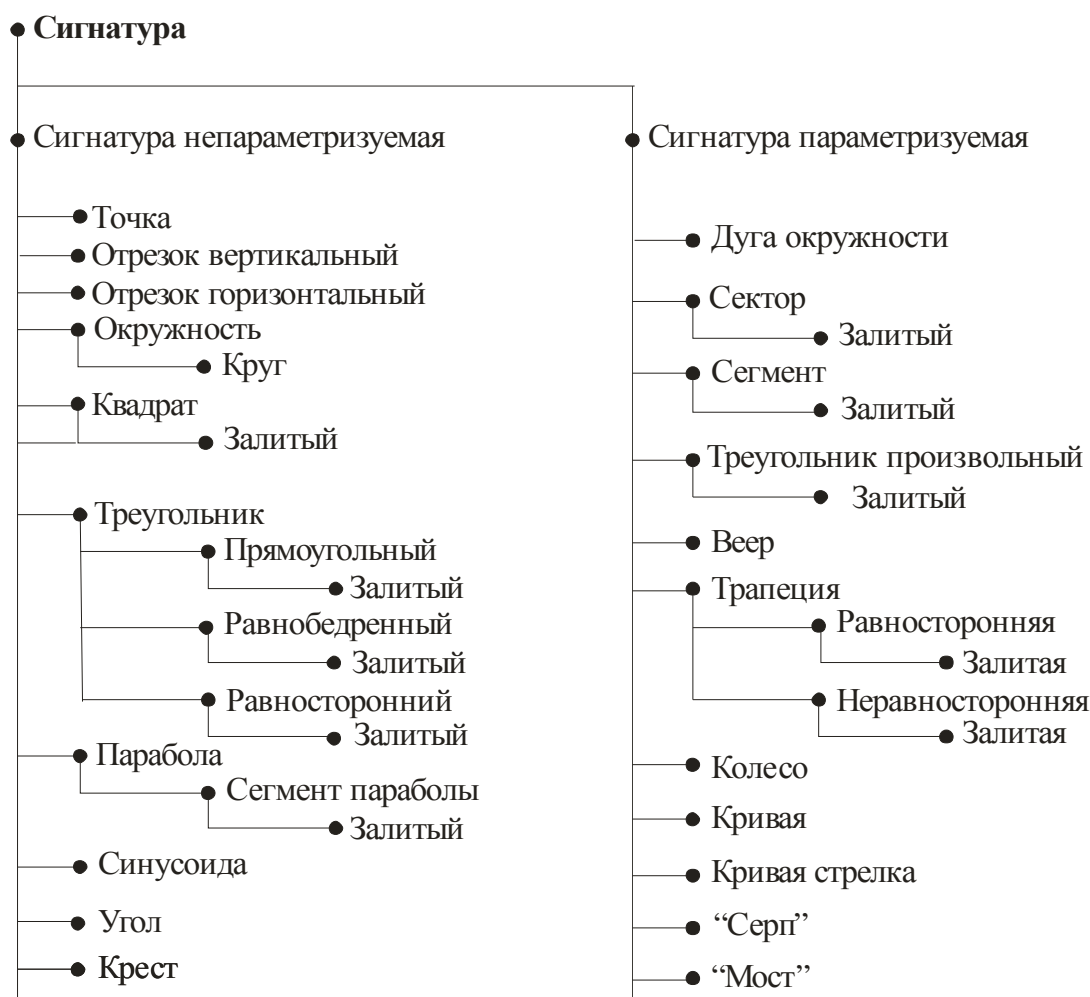 Сигнатура
Сигнатура непараметризуемая
Точка
Отрезок вертикальный
Отрезок горизонтальный
Окружность
Круг
Квадрат
Залитый
Треугольник
Прямоугольный
Залитый
Равнобедренный
Залитый
Равносторонний
Залитый
Парабола
Сегмент параболы
Залитый
Синусоида
Угол
Крест
Сигнатура параметризуемая
Дуга окружности
Сектор
Залитый
Сегмент
Залитый
Треугольник произвольный
Залитый
Веер
Трапеция
Равносторонняя
Залитая
Неравносторонняя
Залитая
Колесо
Кривая
Кривая стрелка
“Серп”
“Мост”